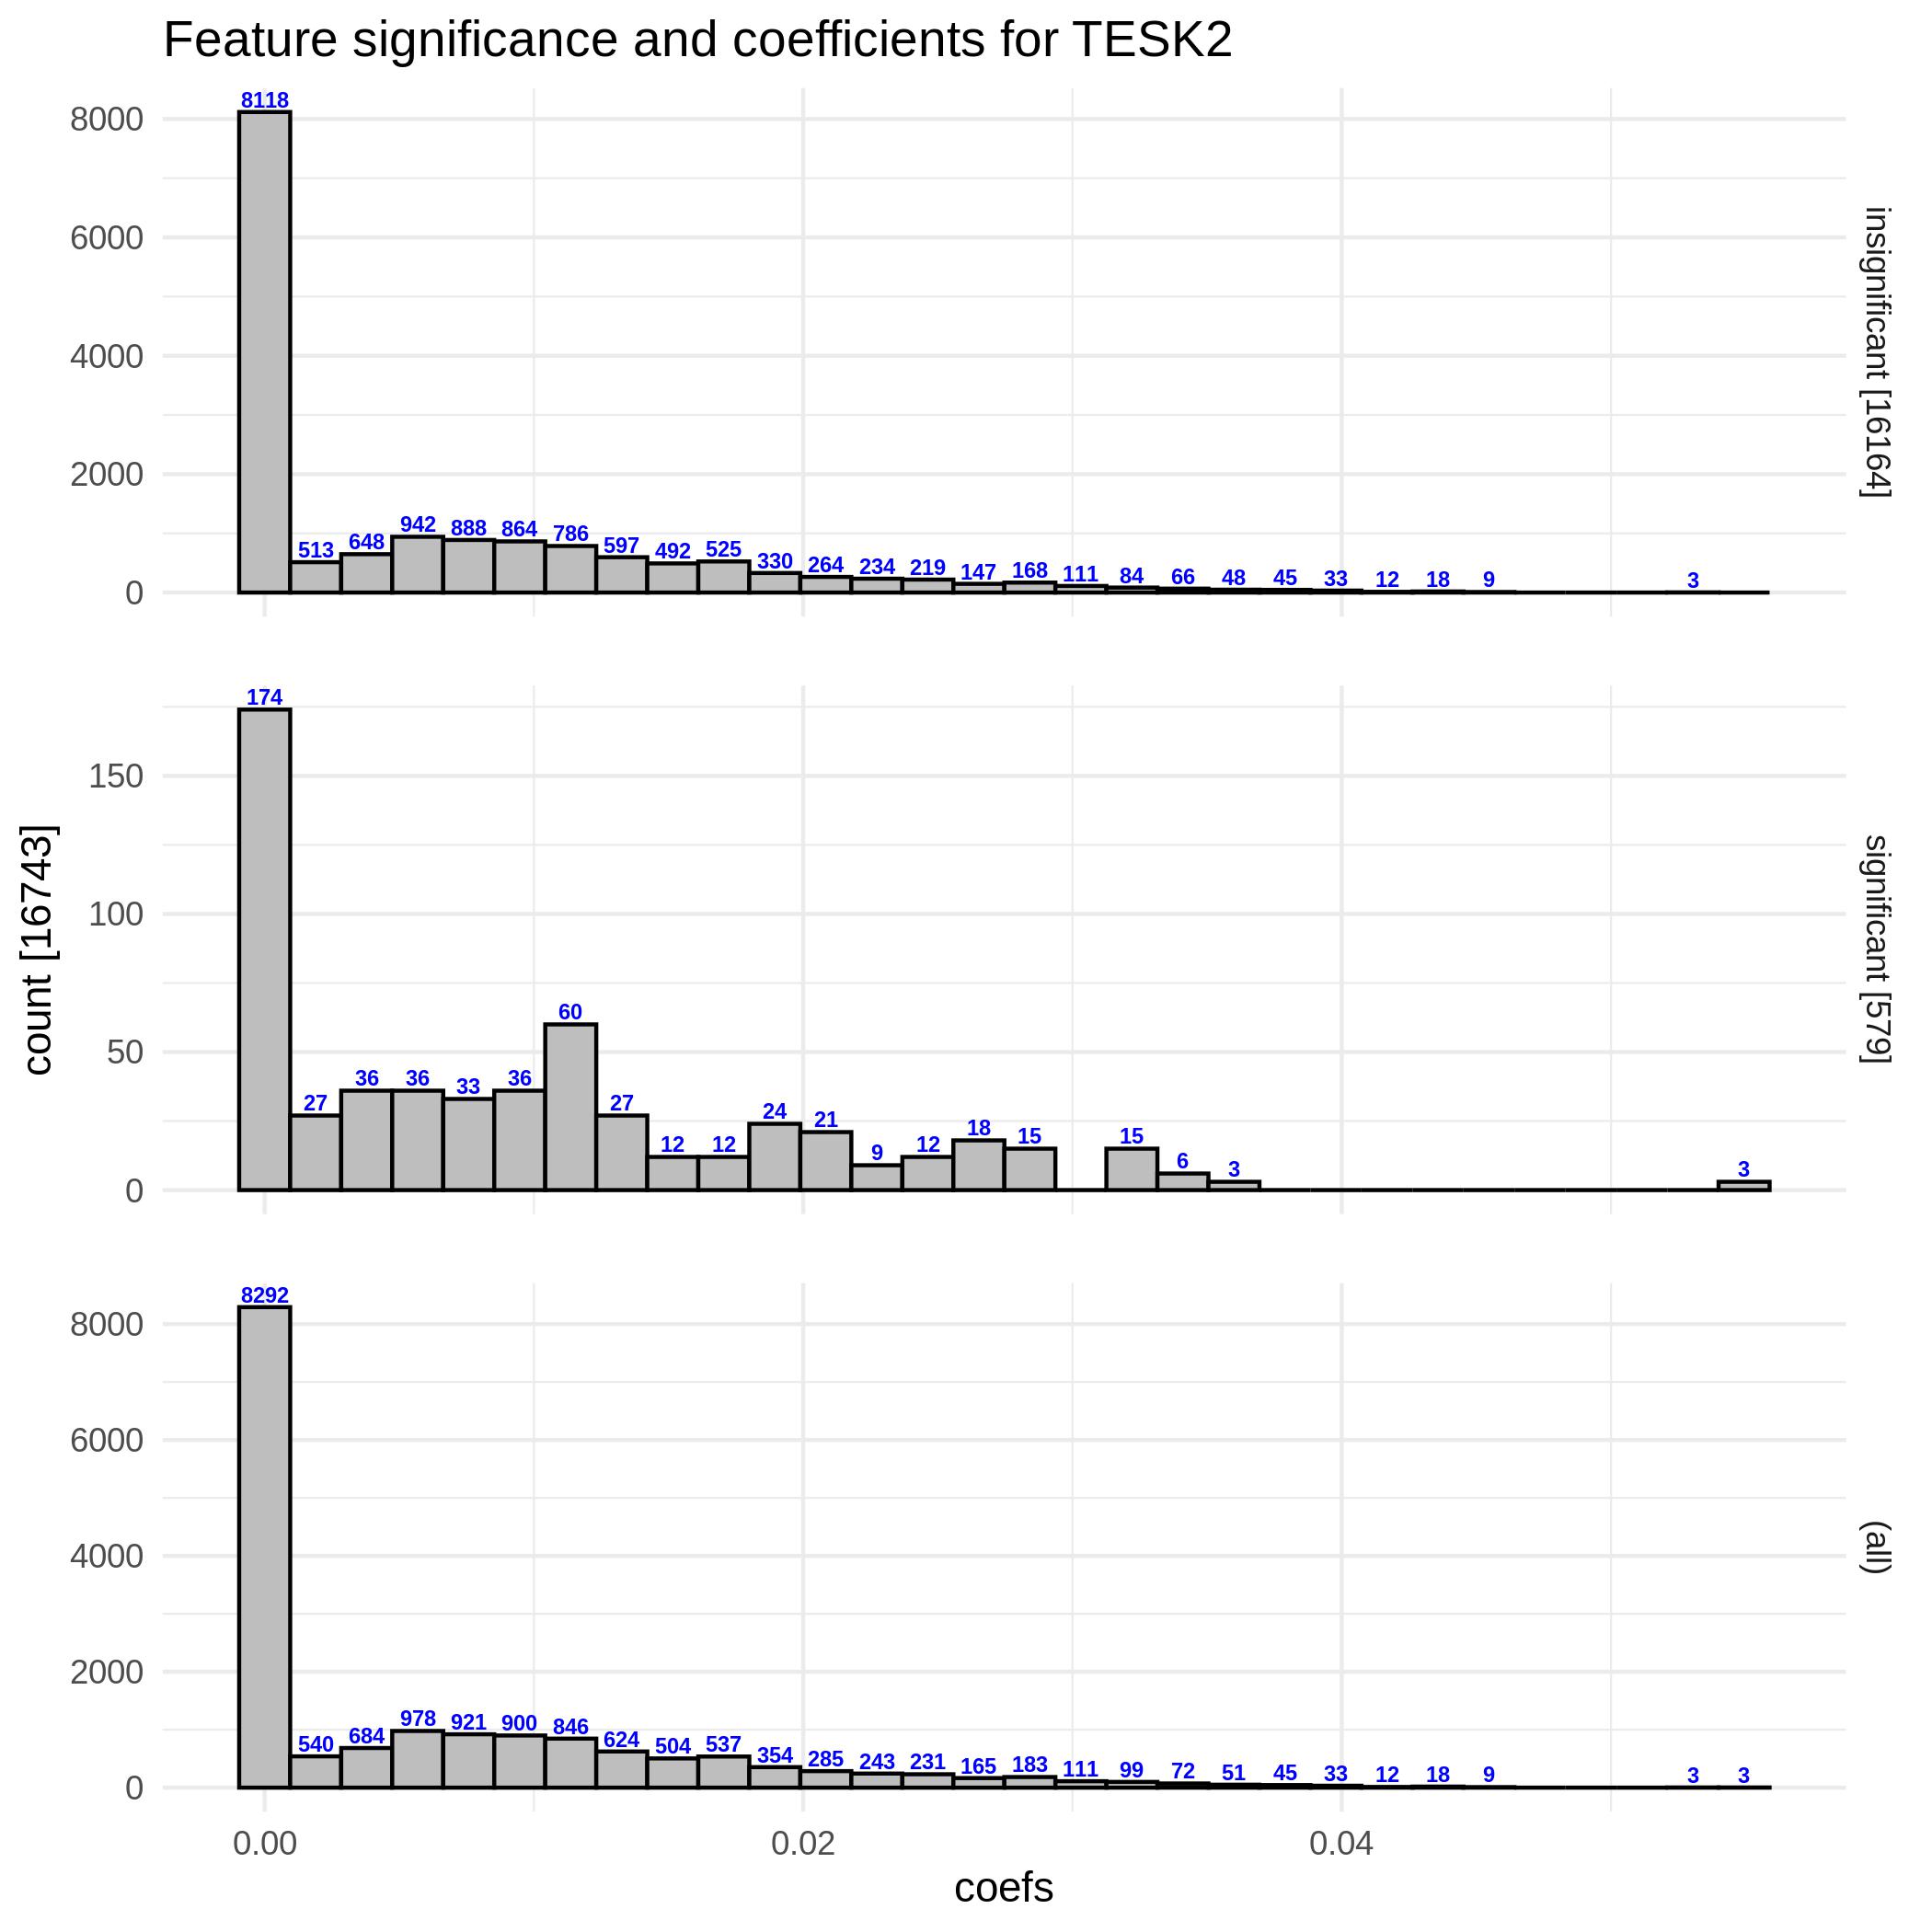 Feature significance and coefficients for TESK2
8118
8000
6000
4000
2000
0
513 648 942 888 864 786 597 492 525 330 264 234 219 147 168 111 84 66 48 45 33 12 18 9 3
insignificant [16164]
174
150
100
50
0
27 36 36 33 36 60 27 12 12 24 21 9 12 18 15 15 6 3 3
significant [579]
count [16743]
8292
8000
6000
4000
2000
0
540 684 978 921 900 846 624 504 537 354 285 243 231 165 183 111 99 72 51 45 33 12 18 9 3 3
(all)
0.00 0.02 0.04
coefs